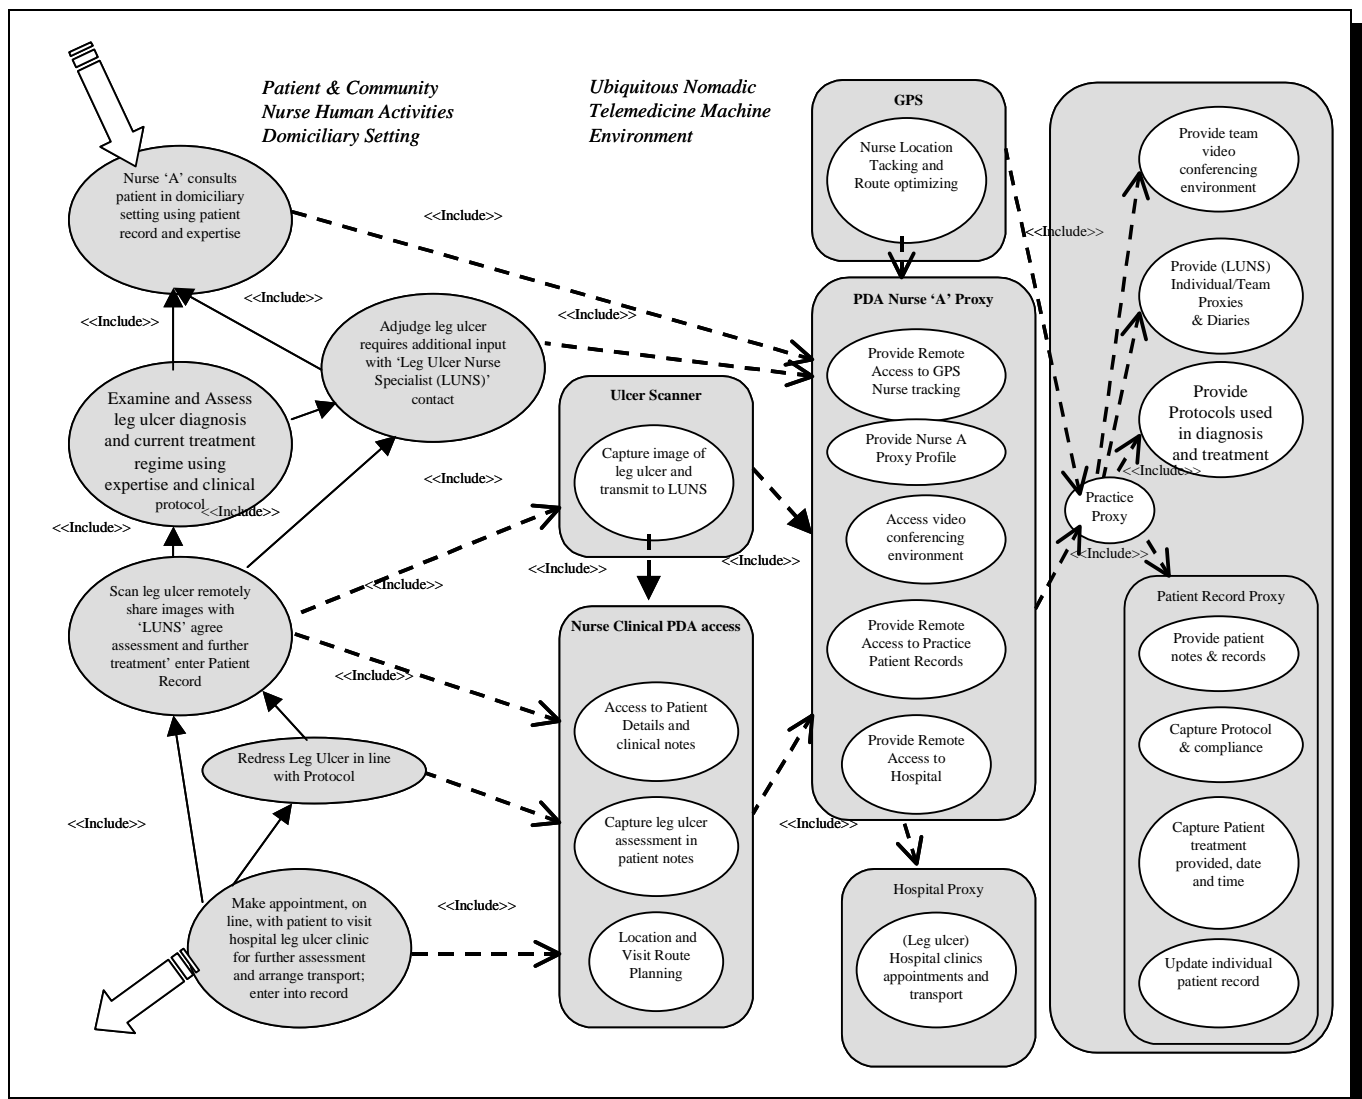 Patient & Community
Nurse Human Activities
Domiciliary Setting
Ubiquitous Nomadic
Telemedicine Machine
Environment
Nurse ‘A’ consults
patient in domiciliary
setting using patient
record and expertise
<<Include>>
<<Include>>
<<Include>>
Adjudge leg ulcer
requires additional input
with ‘Leg Ulcer Nurse
Specialist (LUNS)’
contact
Examine and Assess
leg ulcer diagnosis
and current treatment
regime using
expertise and clinical
protocol
<<Include>>
<<Include>>
<<Include>>
Scan leg ulcer remotely
share images with
‘LUNS’ agree
assessment and further
treatment’ enter Patient
Record
<<Include>>
<<Include>>
Redress Leg Ulcer in line
with Protocol
<<Include>>
Make appointment, on
line, with patient to visit
hospital leg ulcer clinic
for further assessment
and arrange transport;
enter into record
<<Include>>
<<Include>>
Ulcer Scanner
Capture image of
leg ulcer and
transmit to LUNS
<<Include>>
<<Include>>
Nurse Clinical PDA access
Access to Patient
Details and
clinical notes
Capture leg ulcer
assessment in
patient notes
Location and
Visit Route
Planning
GPS
Nurse Location
Tacking and
Route optimizing
PDA Nurse ‘A’ Proxy
Provide Remote
Access to GPS
Nurse tracking
Provide Nurse A
Proxy Profile
Access video
conferencing
environment
Provide Remote
Access to Practice
Patient Records
Provide Remote
Access to
Hospital
<<Include>>
Hospital Proxy
(Leg ulcer)
Hospital clinics
appointments and
transport
<<Include>>
Provide team
video
conferencing
environment
Provide (LUNS)
Individual/Team
Proxies
& Diaries
Provide
Protocols used
in diagnosis
and treatment
<<Include>>
Practice
Proxy
<<Include>>
Patient Record Proxy
Provide patient
notes & records
Capture Protocol
& compliance
Capture Patient
treatment
provided, date
and time
Update individual
patient record